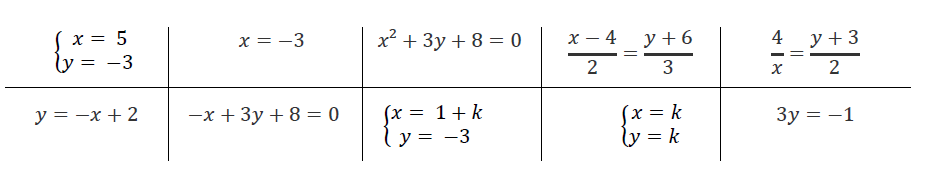 { x = 5
y = −3
x = −3
x² + 3y + 8 = 0
(x − 4)/2 = (y + 6)/3
4/x = (y + 3)/2
y = −x + 2
−x + 3y + 8 = 0
{ x = 1 + k
y = −3
{ x = k
y = k
3y = −1